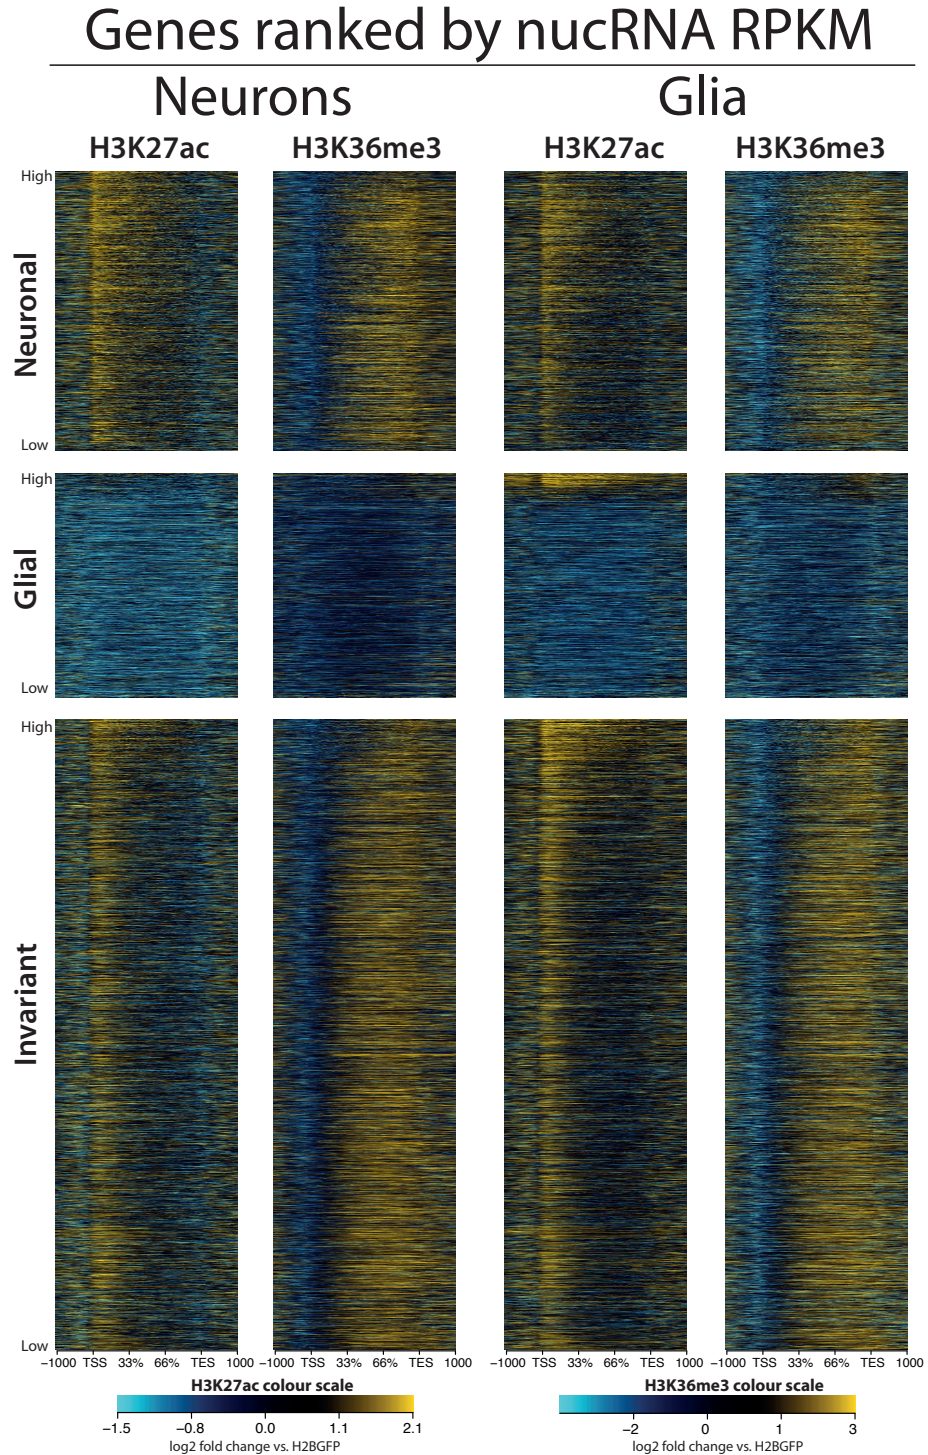 Genes ranked by nucRNA RPKM
Neurons Glia
H3K27ac H3K36me3 H3K27ac H3K36me3
High
Neuronal
Low
High
Glial
Low
High
Invariant
Low
−1000 TSS 33% 66% TES 1000 −1000 TSS 33% 66% TES 1000 −1000 TSS 33% 66% TES 1000 −1000 TSS 33% 66% TES 1000
H3K27ac colour scale H3K36me3 colour scale
−1.5 −0.8 0.0 1.1 2.1 −2 0 1 3
log2 fold change vs. H2BGFP log2 fold change vs. H2BGFP